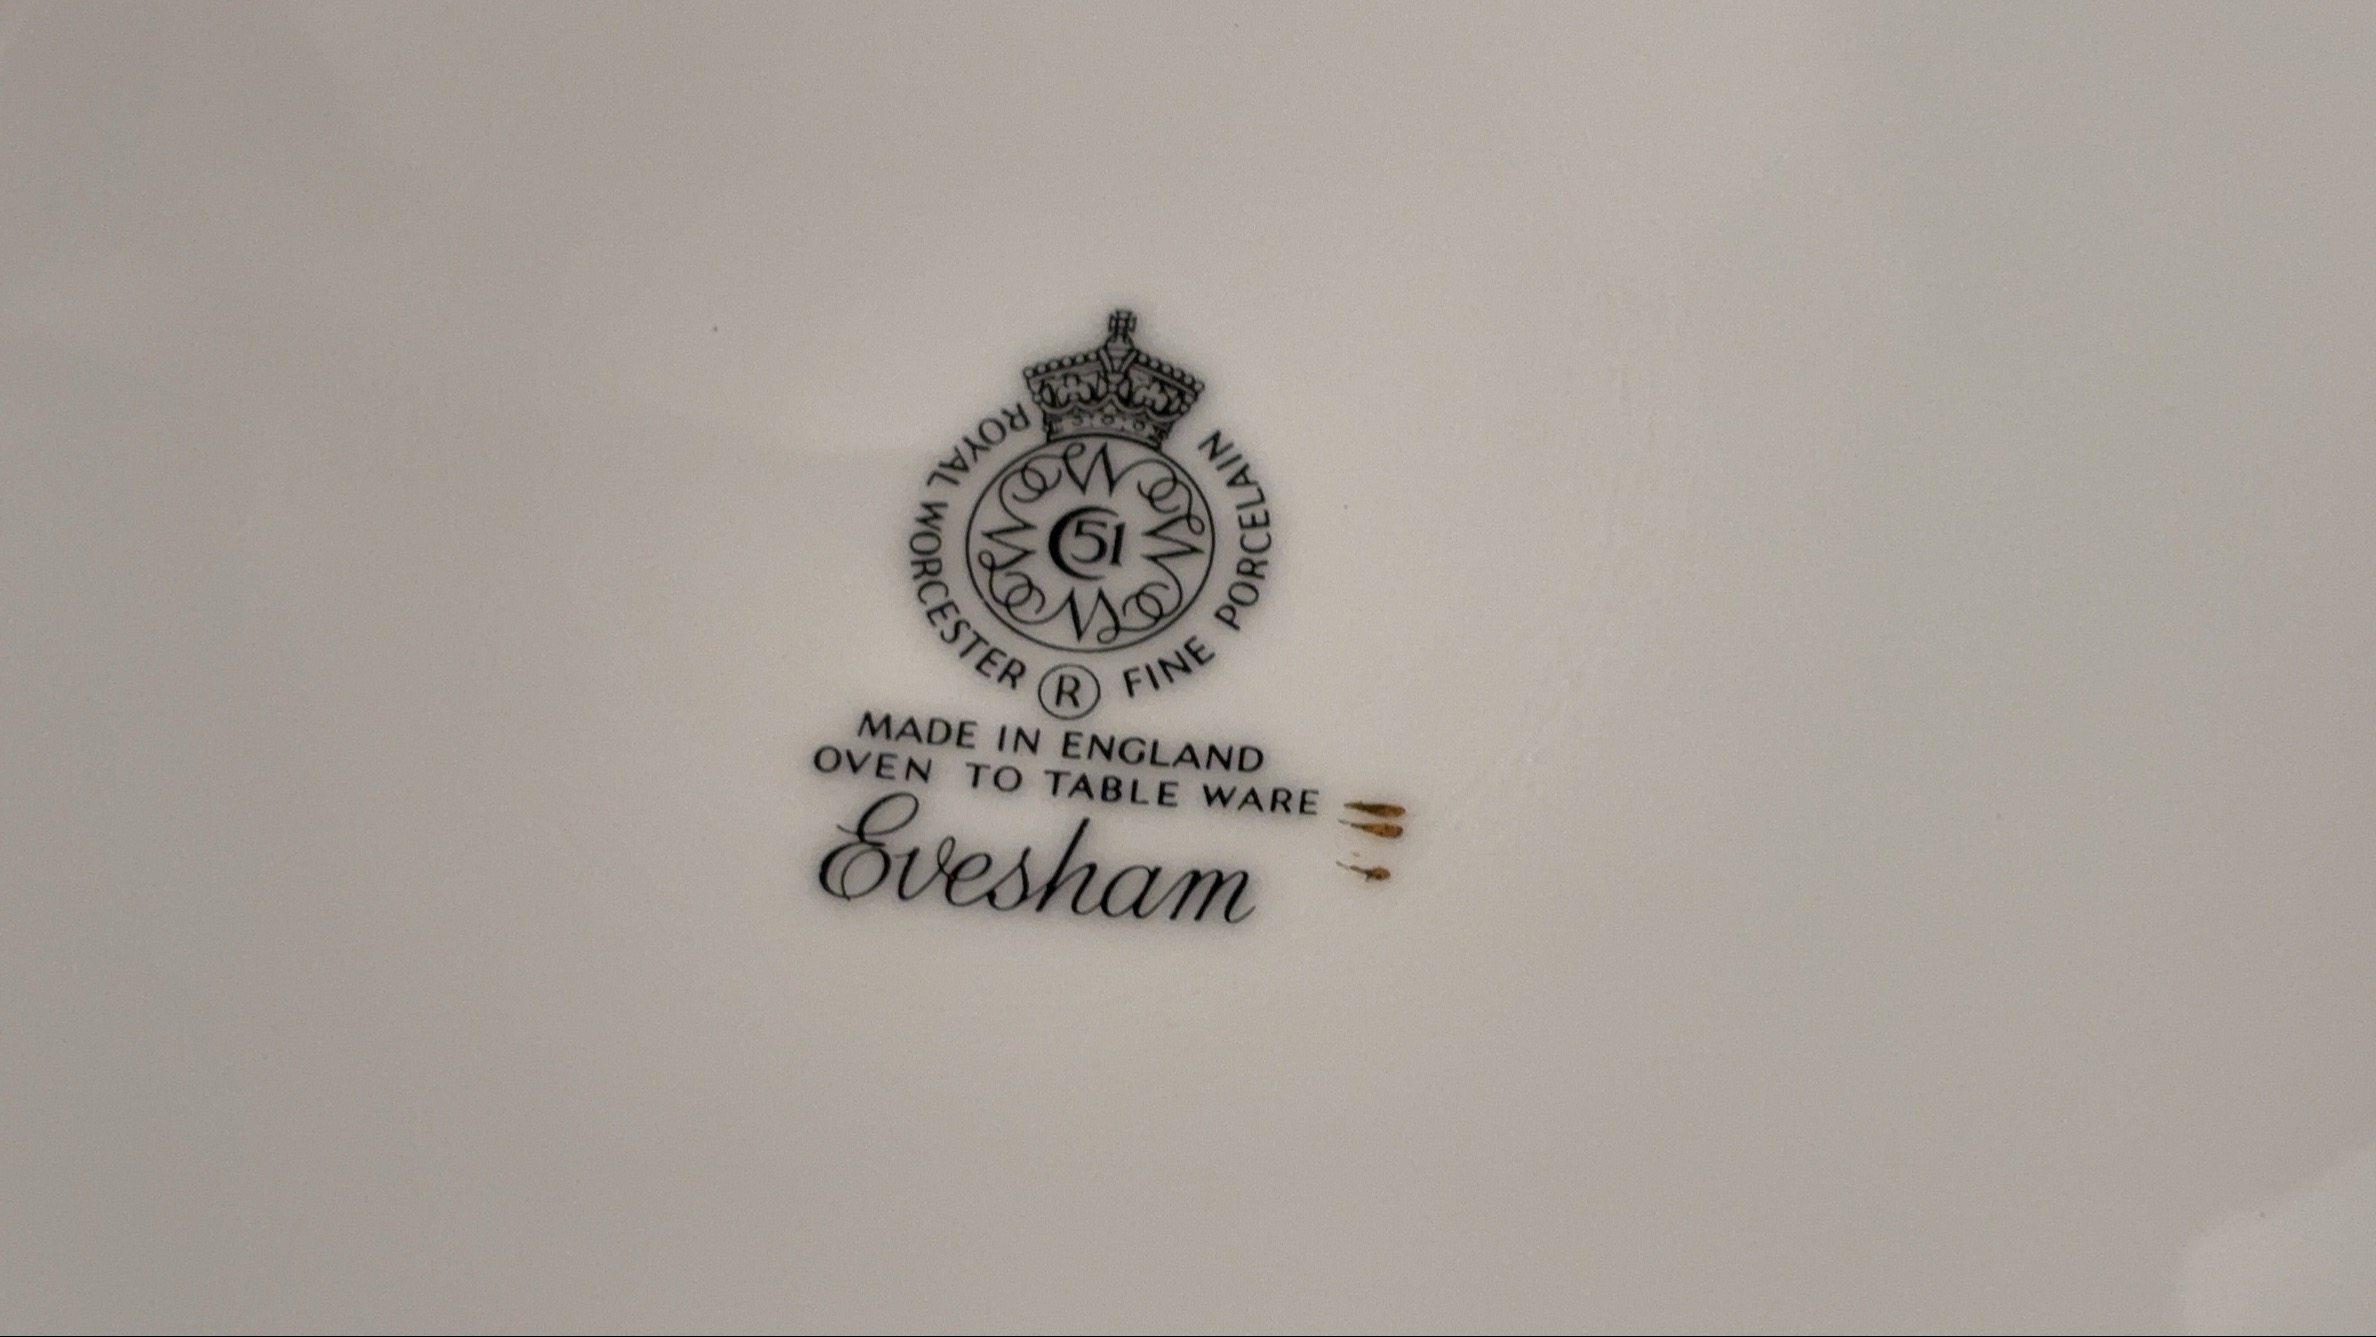 ROYAL WORCESTER ® FINE PORCELAIN
51
MADE IN ENGLAND
OVEN TO TABLE WARE
Evesham